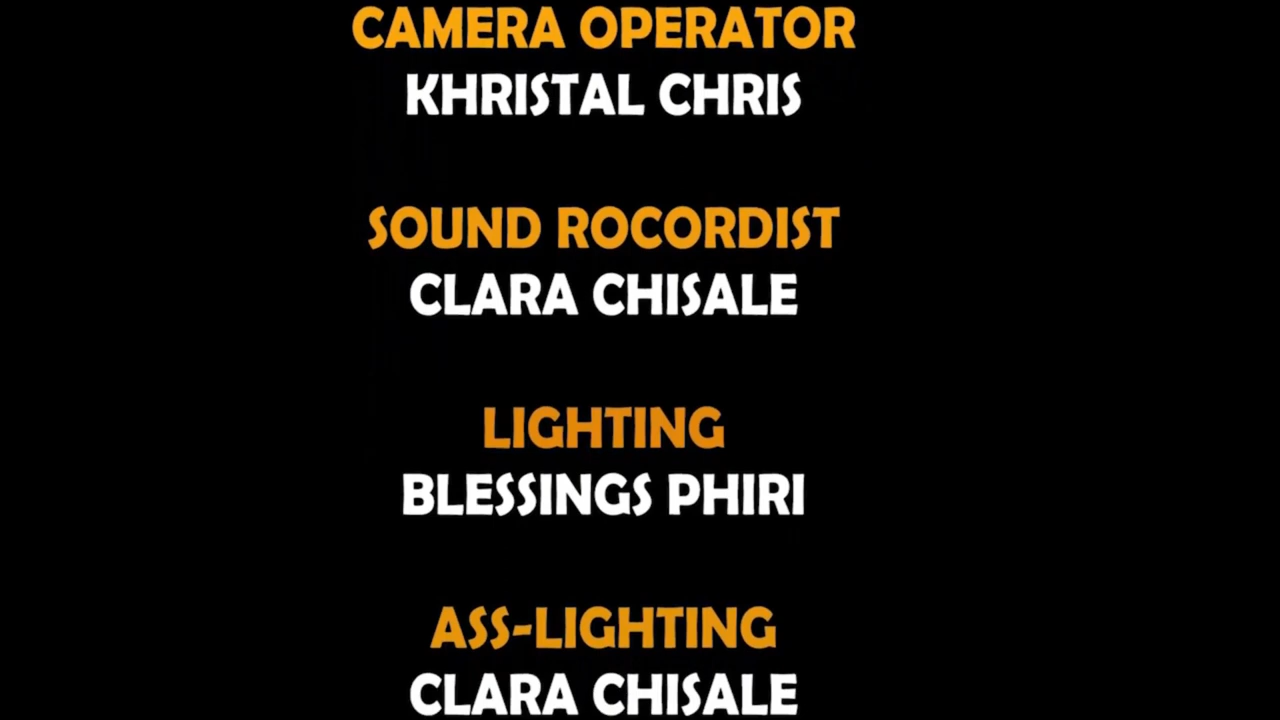 CAMERA OPERATOR
KHRISTAL CHRIS
SOUND ROCORDIST
CLARA CHISALE
LIGHTING
BLESSINGS PHIRI
ASS-LIGHTING
CLARA CHISALE